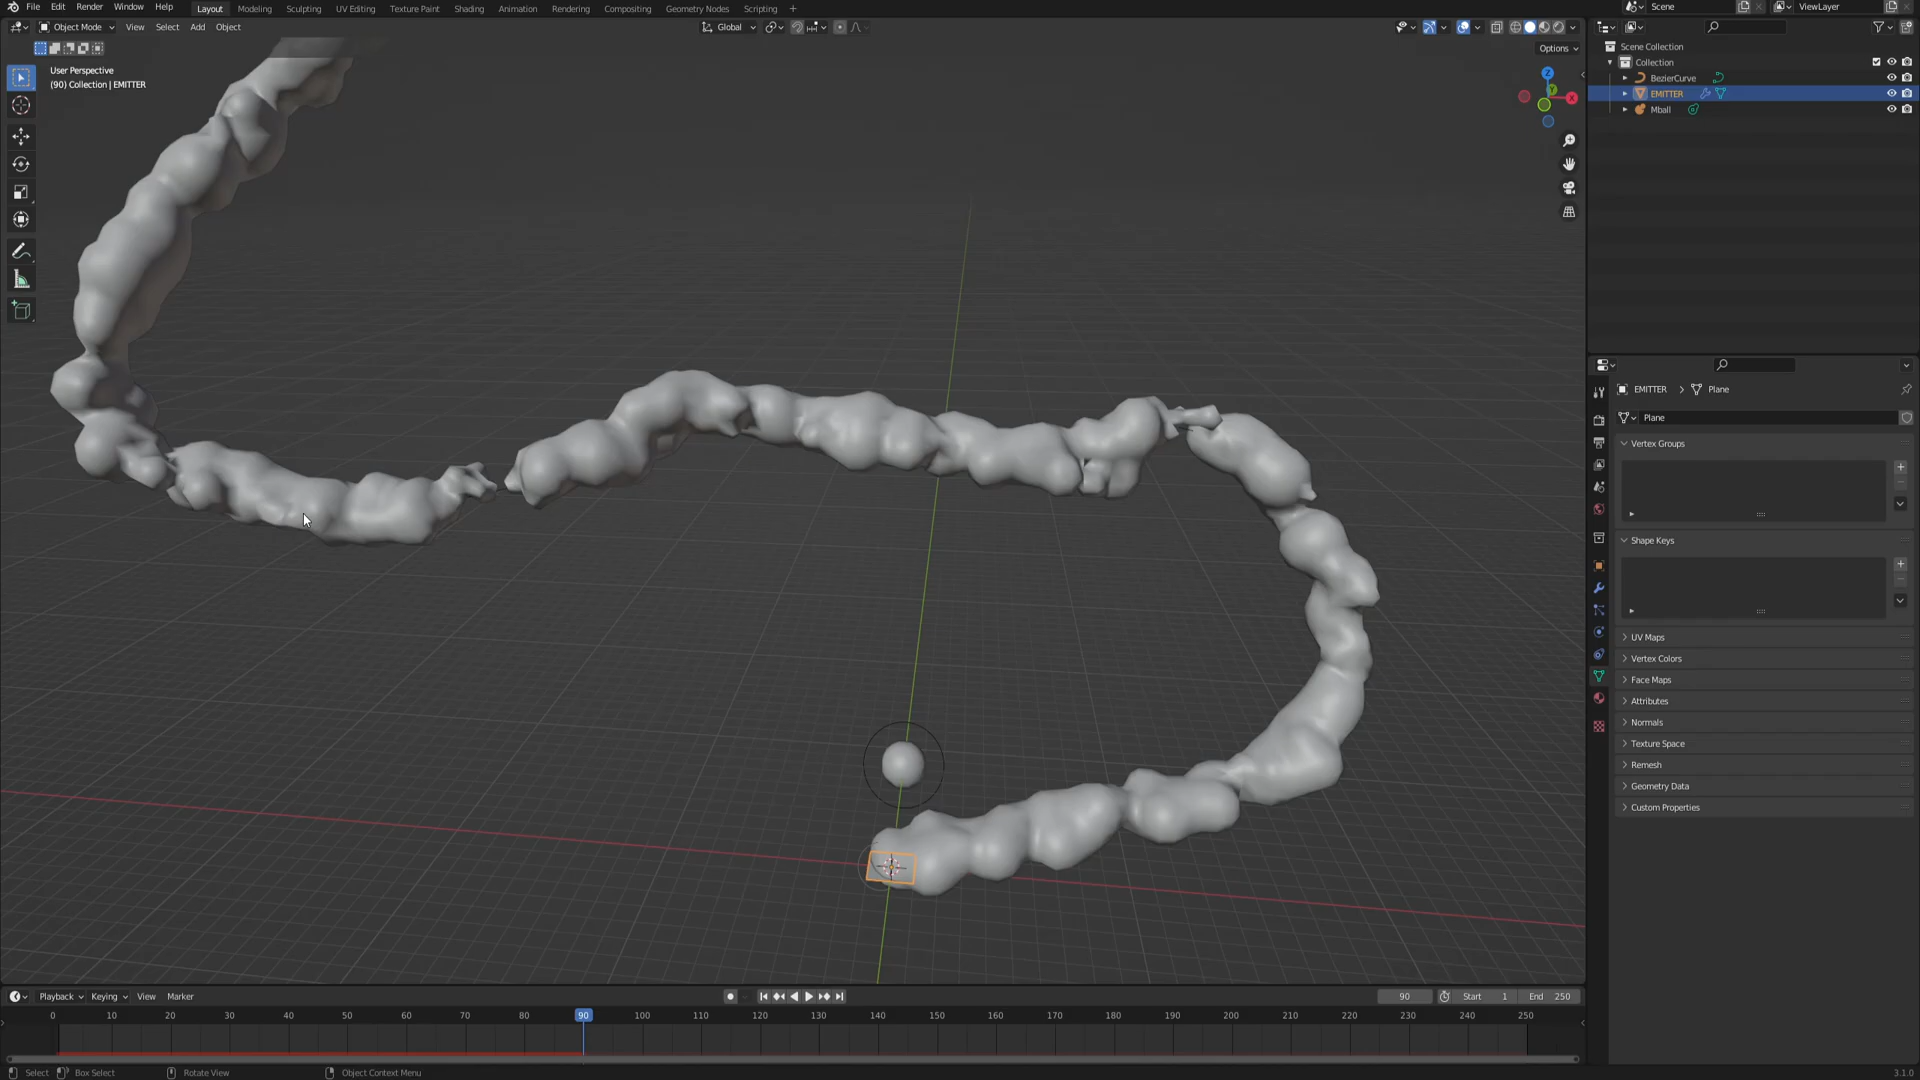 File Edit Render Window Help Layout Modeling Sculpting UV Editing Texture Paint Shading Animation Rendering Compositing Geometry Nodes Scripting + Scene ViewLayer
Object Mode View Select Add Object Global
Options
User Perspective
(90) Collection | EMITTER
Z
Y
X
Scene Collection
Collection
BezierCurve
EMITTER
Mball
EMITTER > Plane
Plane
Vertex Groups
Shape Keys
UV Maps
Vertex Colors
Face Maps
Attributes
Normals
Texture Space
Remesh
Geometry Data
Custom Properties
Playback Keying View Marker 90 Start 1 End 250
0 10 20 30 40 50 60 70 80 90 100 110 120 130 140 150 160 170 180 190 200 210 220 230 240 250
Select Box Select Rotate View Object Context Menu 3.1.0